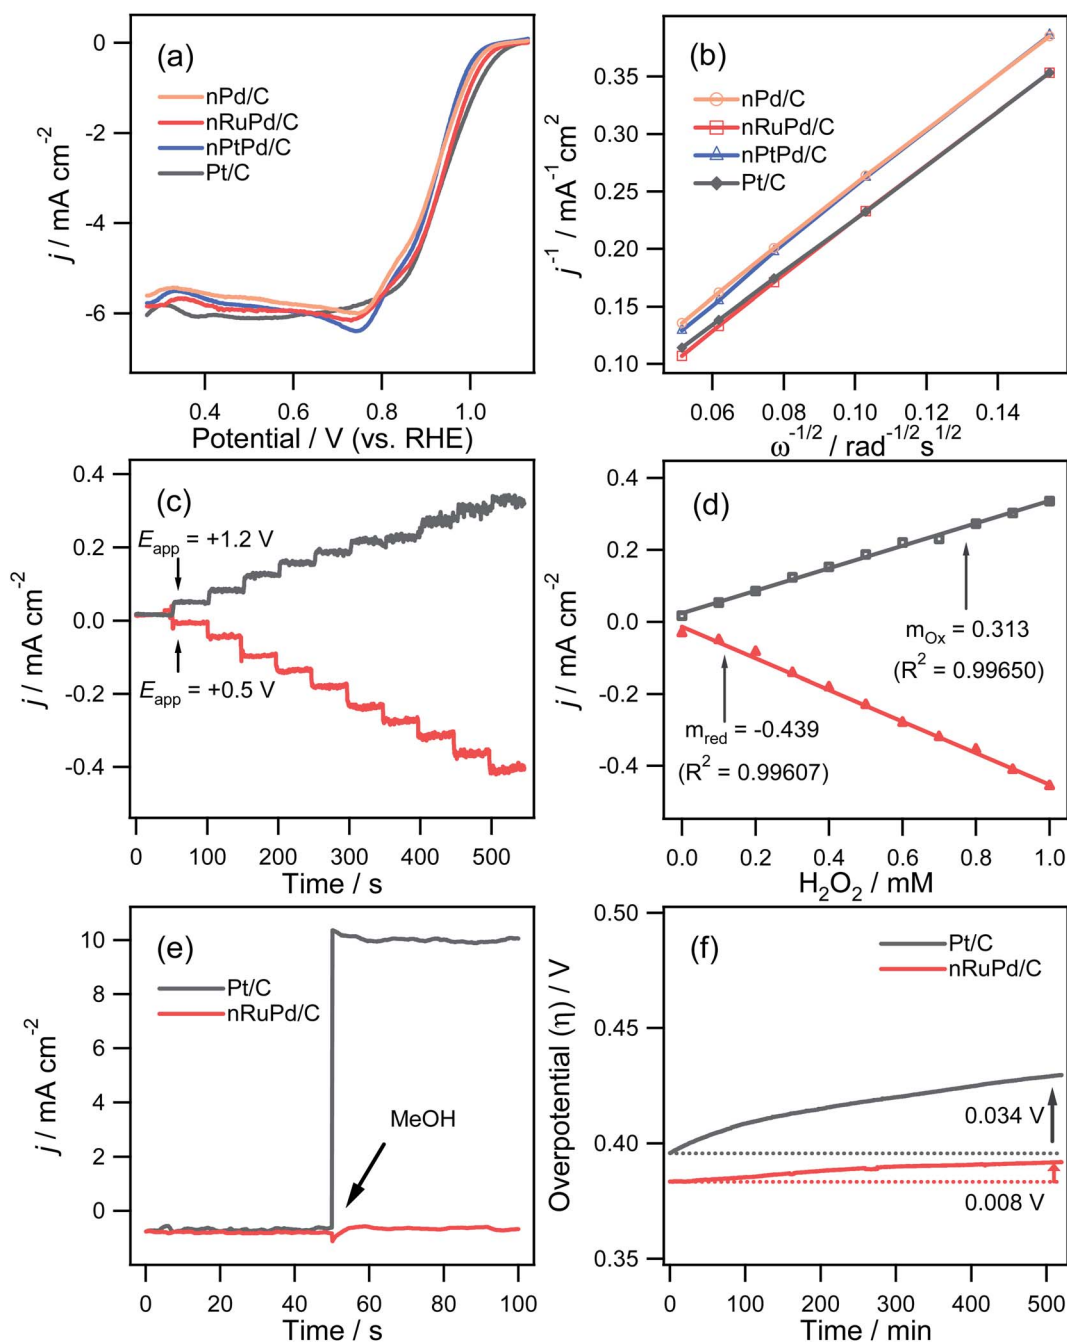 (a)
nPd/C
nRuPd/C
nPtPd/C
Pt/C
0
-2
-4
-6
j / mA cm⁻²
0.4 0.6 0.8 1.0
Potential / V (vs. RHE)
(b)
nPd/C
nRuPd/C
nPtPd/C
Pt/C
0.35
0.30
0.25
0.20
0.15
0.10
j⁻¹ / mA⁻¹ cm²
0.06 0.08 0.10 0.12 0.14
ω⁻¹/² / rad⁻¹/² s¹/²
(c)
E_app = +1.2 V
E_app = +0.5 V
0.4
0.2
0.0
-0.2
-0.4
j / mA cm⁻²
0 100 200 300 400 500
Time / s
(d)
m_Ox = 0.313
(R² = 0.99650)
m_red = -0.439
(R² = 0.99607)
0.4
0.2
0.0
-0.2
-0.4
j / mA cm⁻²
0.0 0.2 0.4 0.6 0.8 1.0
H₂O₂ / mM
(e)
Pt/C
nRuPd/C
MeOH
10
8
6
4
2
0
j / mA cm⁻²
0 20 40 60 80 100
Time / s
(f)
Pt/C
nRuPd/C
0.034 V
0.008 V
0.50
0.45
0.40
0.35
Overpotential (η) / V
0 100 200 300 400 500
Time / min